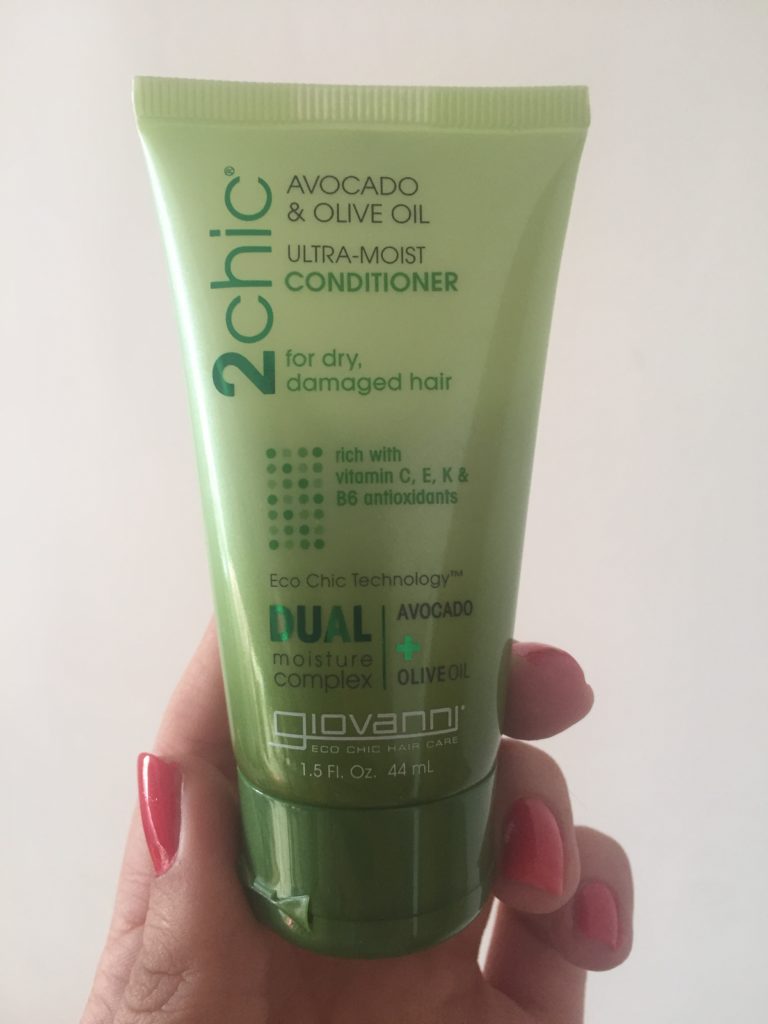 2chic®
AVOCADO
& OLIVE OIL
ULTRA-MOIST
CONDITIONER
for dry,
damaged hair
rich with
vitamin C, E, K &
B6 antioxidants
Eco Chic Technology™
DUAL
moisture
complex
AVOCADO
+
OLIVE OIL
giovanni®
ECO CHIC HAIR CARE
1.5 Fl. Oz. 44 mL